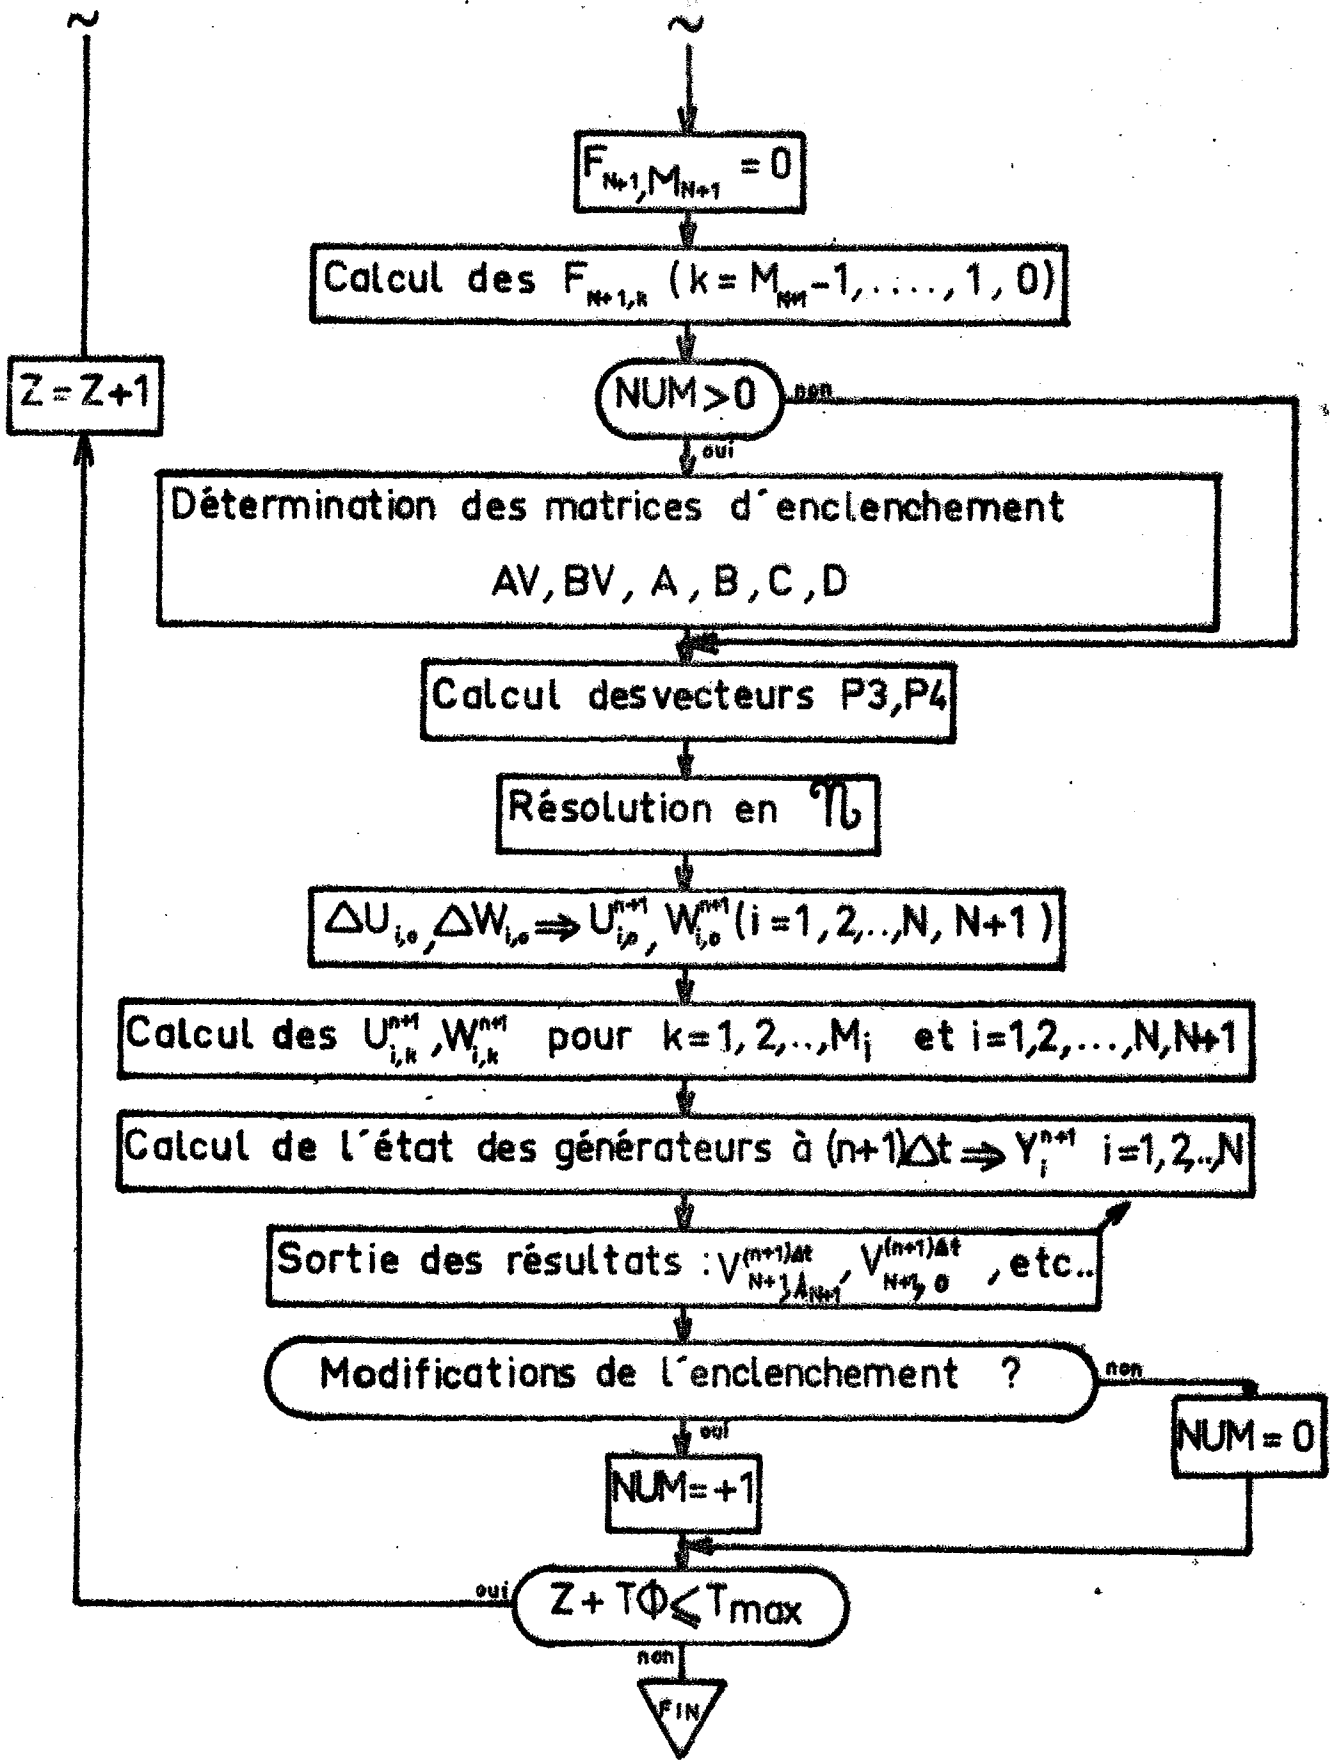 ~ ~
F_{N+1,M_{N+1}} = 0
Calcul des F_{N+1,k} (k = M_{N+1}-1,....,1,0)
Z = Z+1
NUM>0
non
oui
Détermination des matrices d'enclenchement
AV, BV, A, B, C, D
Calcul des vecteurs P3,P4
Résolution en η
ΔU_{i,o}, ΔW_{i,o} ⇒ U_{i,o}^{n+1}, W_{i,o}^{n+1} (i=1,2,..,N, N+1)
Calcul des U_{i,k}^{n+1}, W_{i,k}^{n+1} pour k=1,2,..,M_i et i=1,2,...,N,N+1
Calcul de l'état des générateurs à (n+1)Δt ⇒ Y_i^{n+1} i=1,2,..,N
Sortie des résultats : V_{N+1,λ_{N+1}}^{(n+1)Δt}, V_{N+1,0}^{(n+1)Δt}, etc..
Modifications de l'enclenchement ?
non
oui
NUM = 0
NUM=+1
oui
Z + TΦ ⩽ Tmax
non
FIN